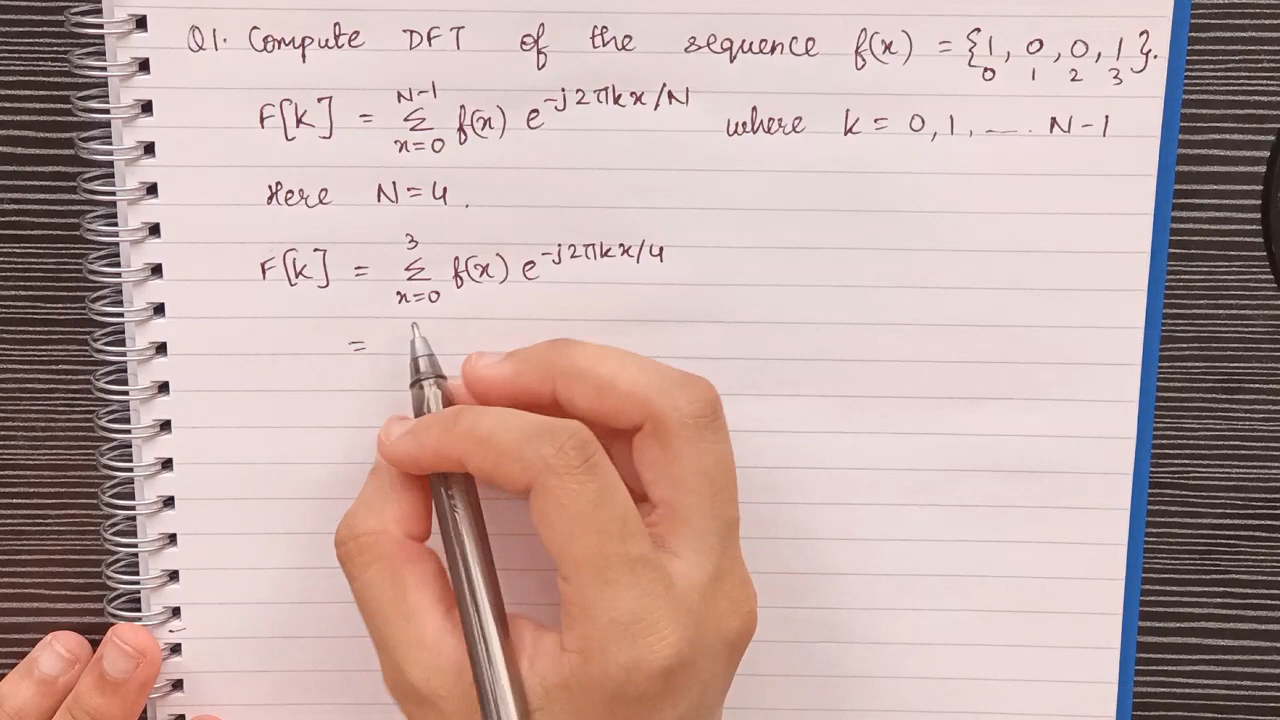 Q1. Compute DFT of the sequence f(x) = {1, 0, 0, 1}.
0 1 2 3
F[k] = Σ_{x=0}^{N-1} f(x) e^{-j2πkx/N} where k = 0, 1, .... N-1
Here N=4.
F[k] = Σ_{x=0}^{3} f(x) e^{-j2πkx/4}
=